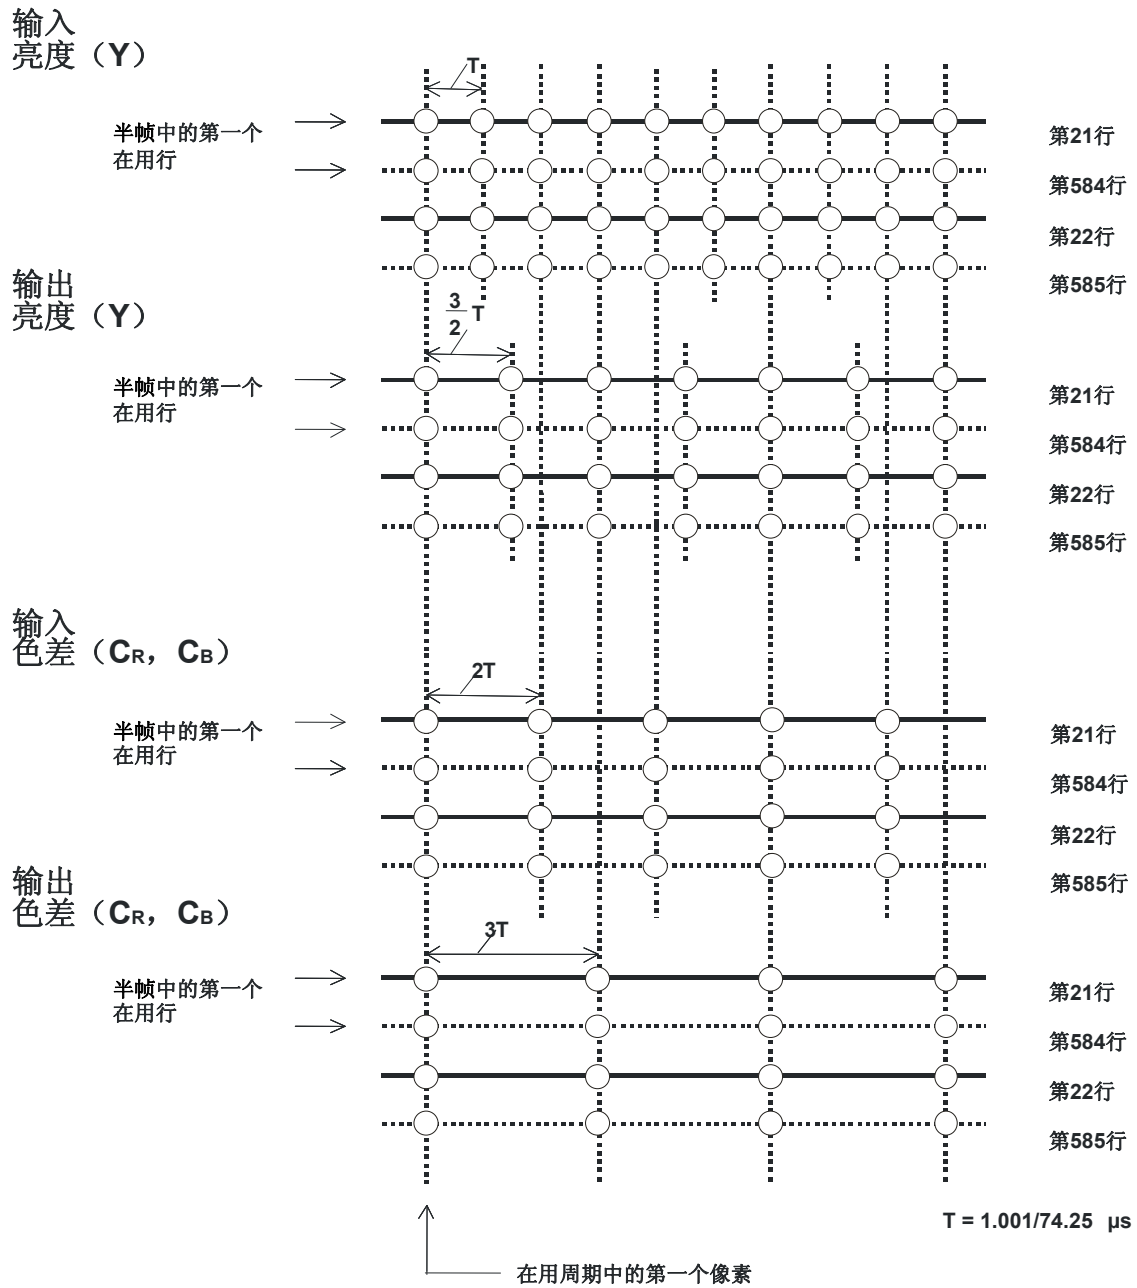 输入
亮度（Y）
T
半帧中的第一个
在用行
第21行
第584行
第22行
第585行
输出
亮度（Y）
3
2
T
半帧中的第一个
在用行
第21行
第584行
第22行
第585行
输入
色差（CR，CB）
2T
半帧中的第一个
在用行
第21行
第584行
第22行
第585行
输出
色差（CR，CB）
3T
半帧中的第一个
在用行
第21行
第584行
第22行
第585行
T = 1.001/74.25 µs
在用周期中的第一个像素